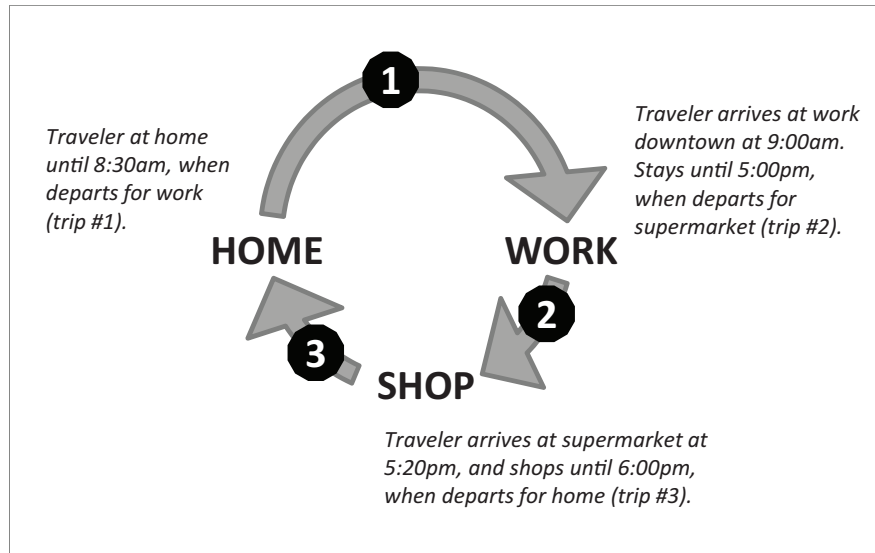 1
Traveler at home
until 8:30am, when
departs for work
(trip #1).
Traveler arrives at work
downtown at 9:00am.
Stays until 5:00pm,
when departs for
supermarket (trip #2).
HOME
WORK
2
3
SHOP
Traveler arrives at supermarket at
5:20pm, and shops until 6:00pm,
when departs for home (trip #3).